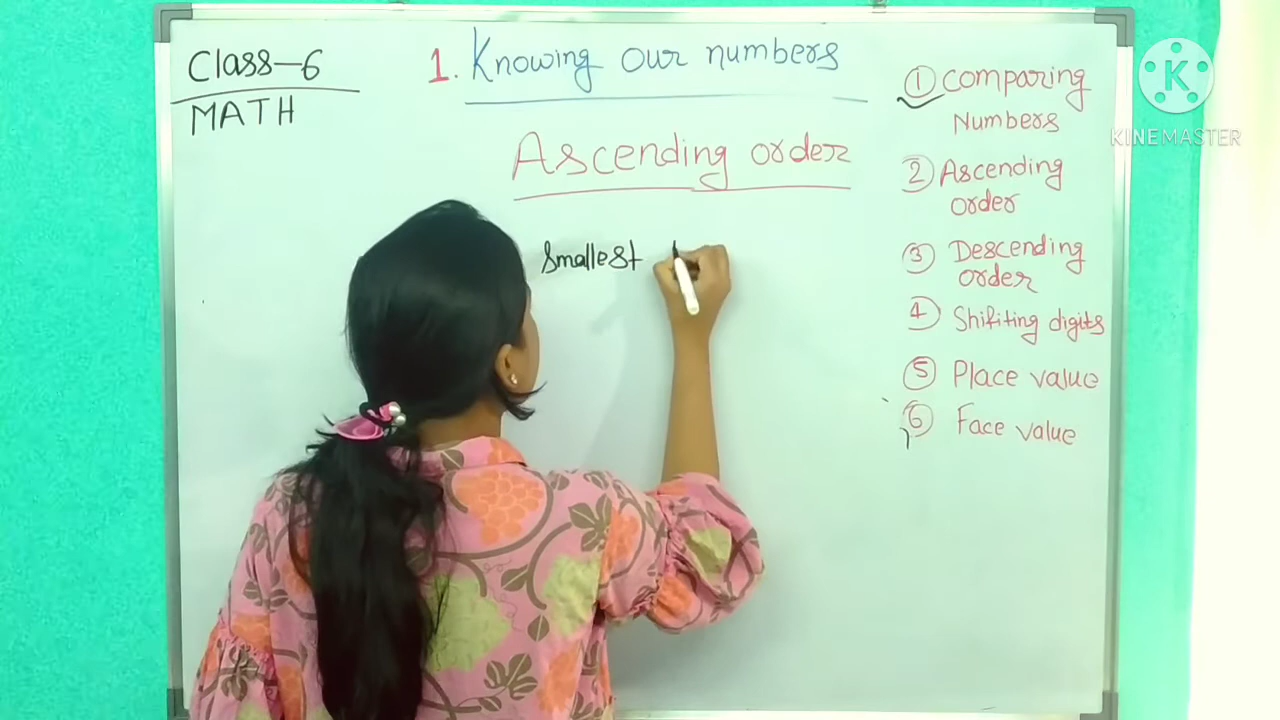 Class-6
MATH
1. Knowing our numbers
Ascending order
Smallest
① Comparing
Numbers
② Ascending
order
③ Descending
order
④ Shifiting digits
⑤ Place value
⑥ Face value
K
KINEMASTER